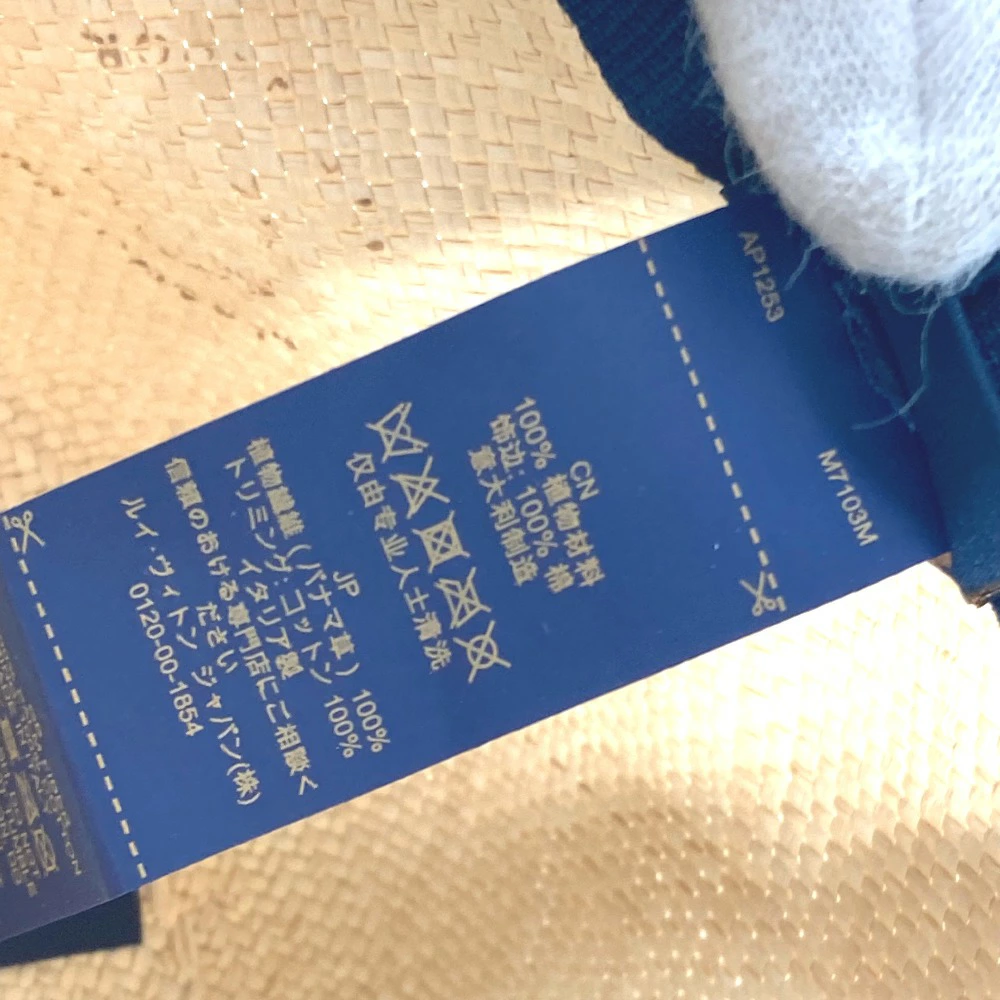 AP1253
M7103M
CN
100% 植物材料
饰边: 100% 棉
意大利制造
仅由专业人士清洗
JP
植物繊維 (パナマ草) 100%
トリミング: コットン 100%
イタリア製
信頼のおける専門店にご相談く
ださい
ルイ・ヴィトン ジャパン(株)
0120-00-1854